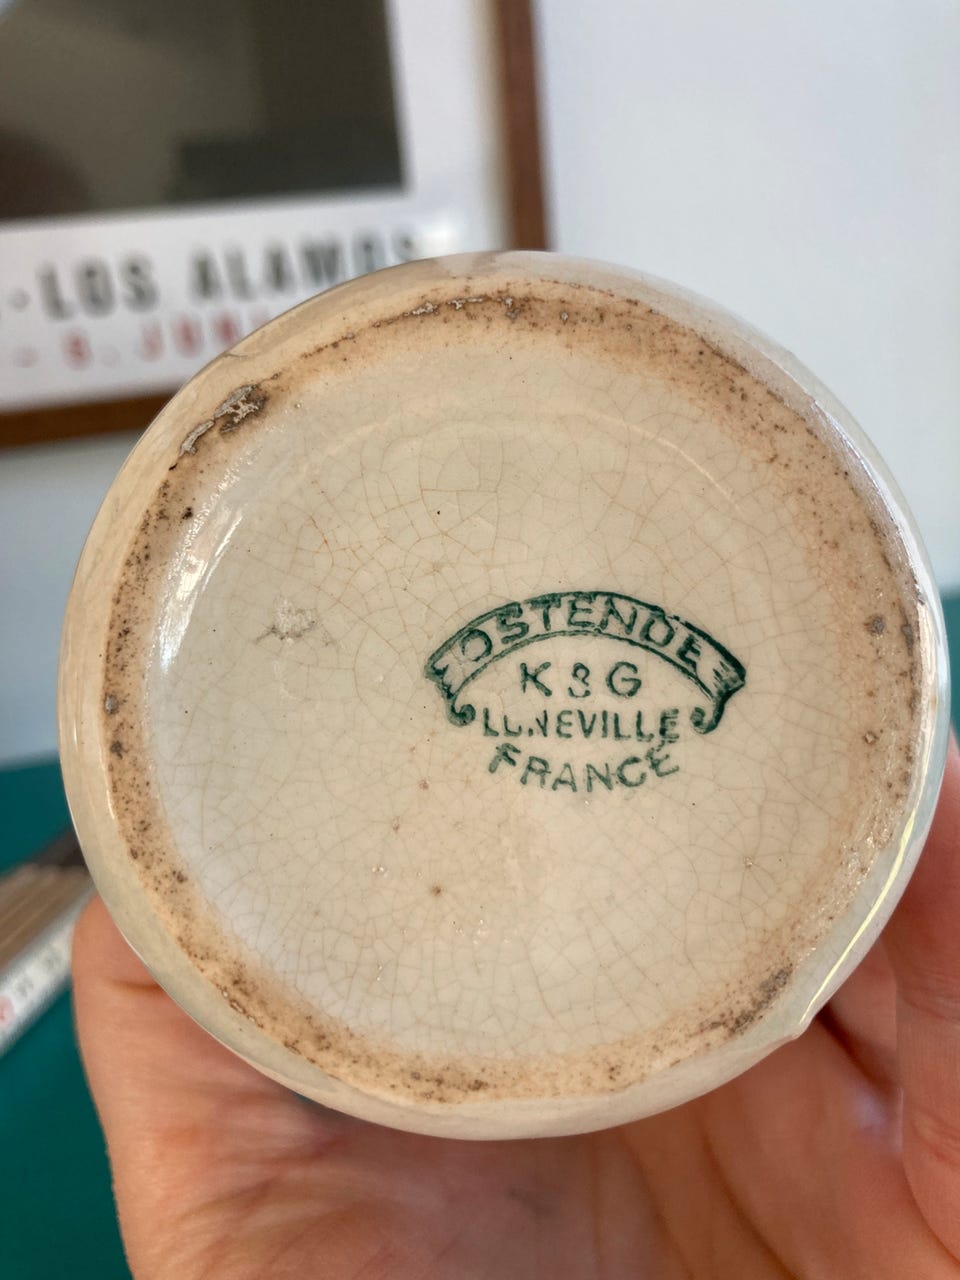 LOS ALAMOS
OSTENDE
K & G
LUNEVILLE
FRANCE